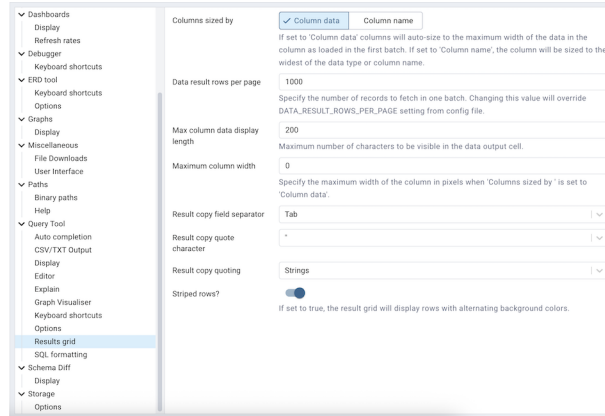 Dashboards
Display
Refresh rates
Debugger
Keyboard shortcuts
ERD tool
Keyboard shortcuts
Options
Graphs
Display
Miscellaneous
File Downloads
User Interface
Paths
Binary paths
Help
Query Tool
Auto completion
CSV/TXT Output
Display
Editor
Explain
Graph Visualiser
Keyboard shortcuts
Options
Results grid
SQL formatting
Schema Diff
Display
Storage
Options
Columns sized by
Column data
Column name
If set to 'Column data' columns will auto-size to the maximum width of the data in the
column as loaded in the first batch. If set to 'Column name', the column will be sized to the
widest of the data type or column name.
Data result rows per page
1000
Specify the number of records to fetch in one batch. Changing this value will override
DATA_RESULT_ROWS_PER_PAGE setting from config file.
Max column data display
length
200
Maximum number of characters to be visible in the data output cell.
Maximum column width
0
Specify the maximum width of the column in pixels when 'Columns sized by ' is set to
'Column data'.
Result copy field separator
Tab
Result copy quote
character
"
Result copy quoting
Strings
Striped rows?
If set to true, the result grid will display rows with alternating background colors.